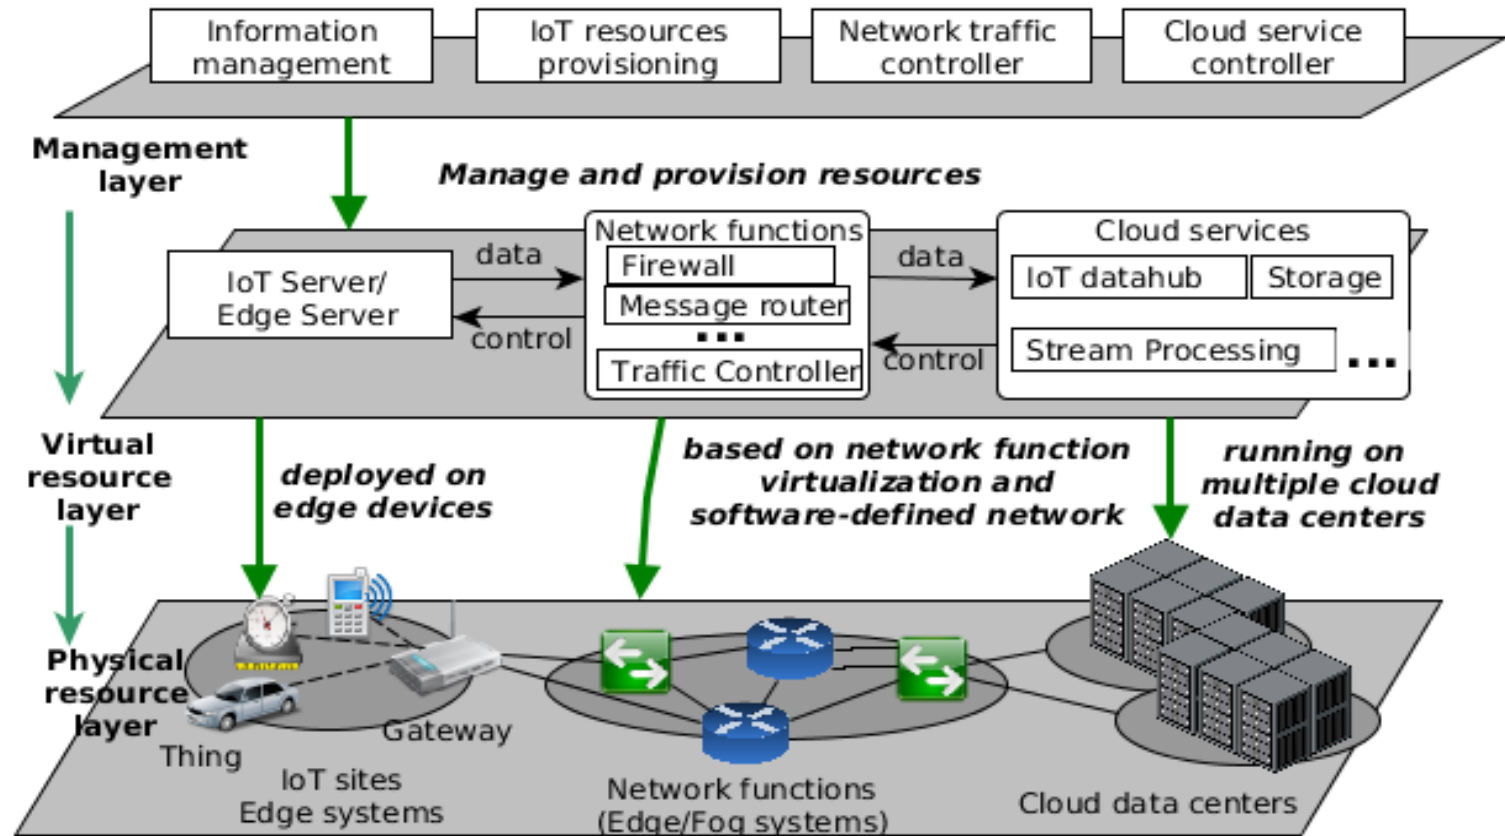 Information
management
IoT resources
provisioning
Network traffic
controller
Cloud service
controller
Management
layer
Manage and provision resources
IoT Server/
Edge Server
data
control
Network functions
Firewall
Message router
...
Traffic Controller
data
control
Cloud services
IoT datahub
Storage
Stream Processing
...
Virtual
resource
layer
deployed on
edge devices
based on network function
virtualization and
software-defined network
running on
multiple cloud
data centers
Physical
resource
layer
Thing
Gateway
IoT sites
Edge systems
Network functions
(Edge/Fog systems)
Cloud data centers